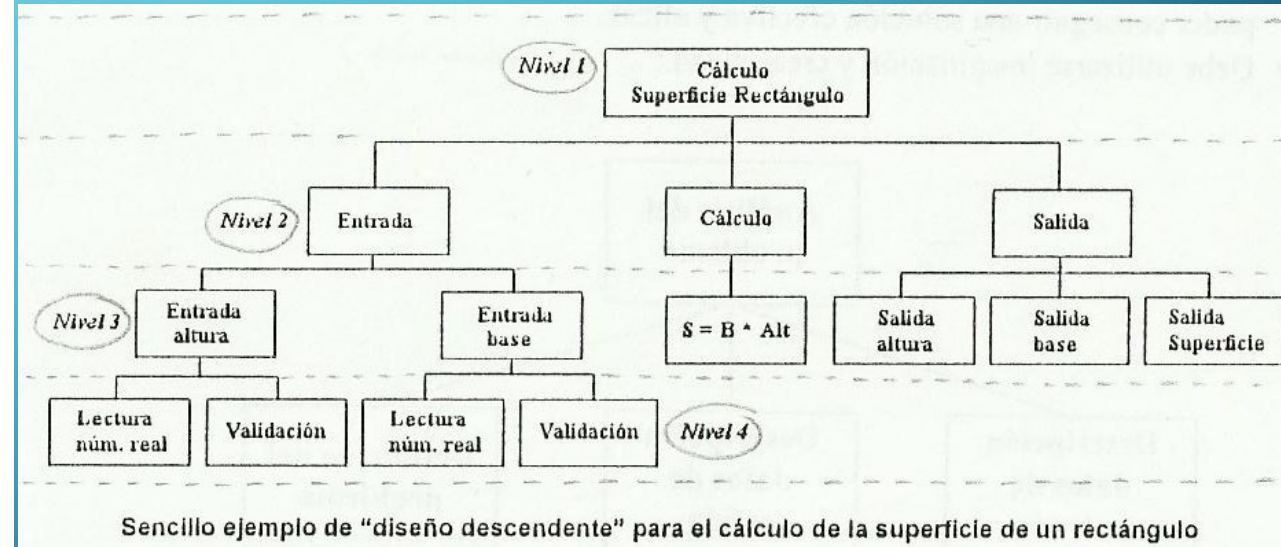 Nivel 1
Cálculo
Superficie Rectángulo
Nivel 2
Entrada
Cálculo
Salida
Nivel 3
Entrada
altura
Entrada
base
S = B * Alt
Salida
altura
Salida
base
Salida
Superficie
Lectura
núm. real
Validación
Lectura
núm. real
Validación
Nivel 4
Sencillo ejemplo de "diseño descendente" para el cálculo de la superficie de un rectángulo